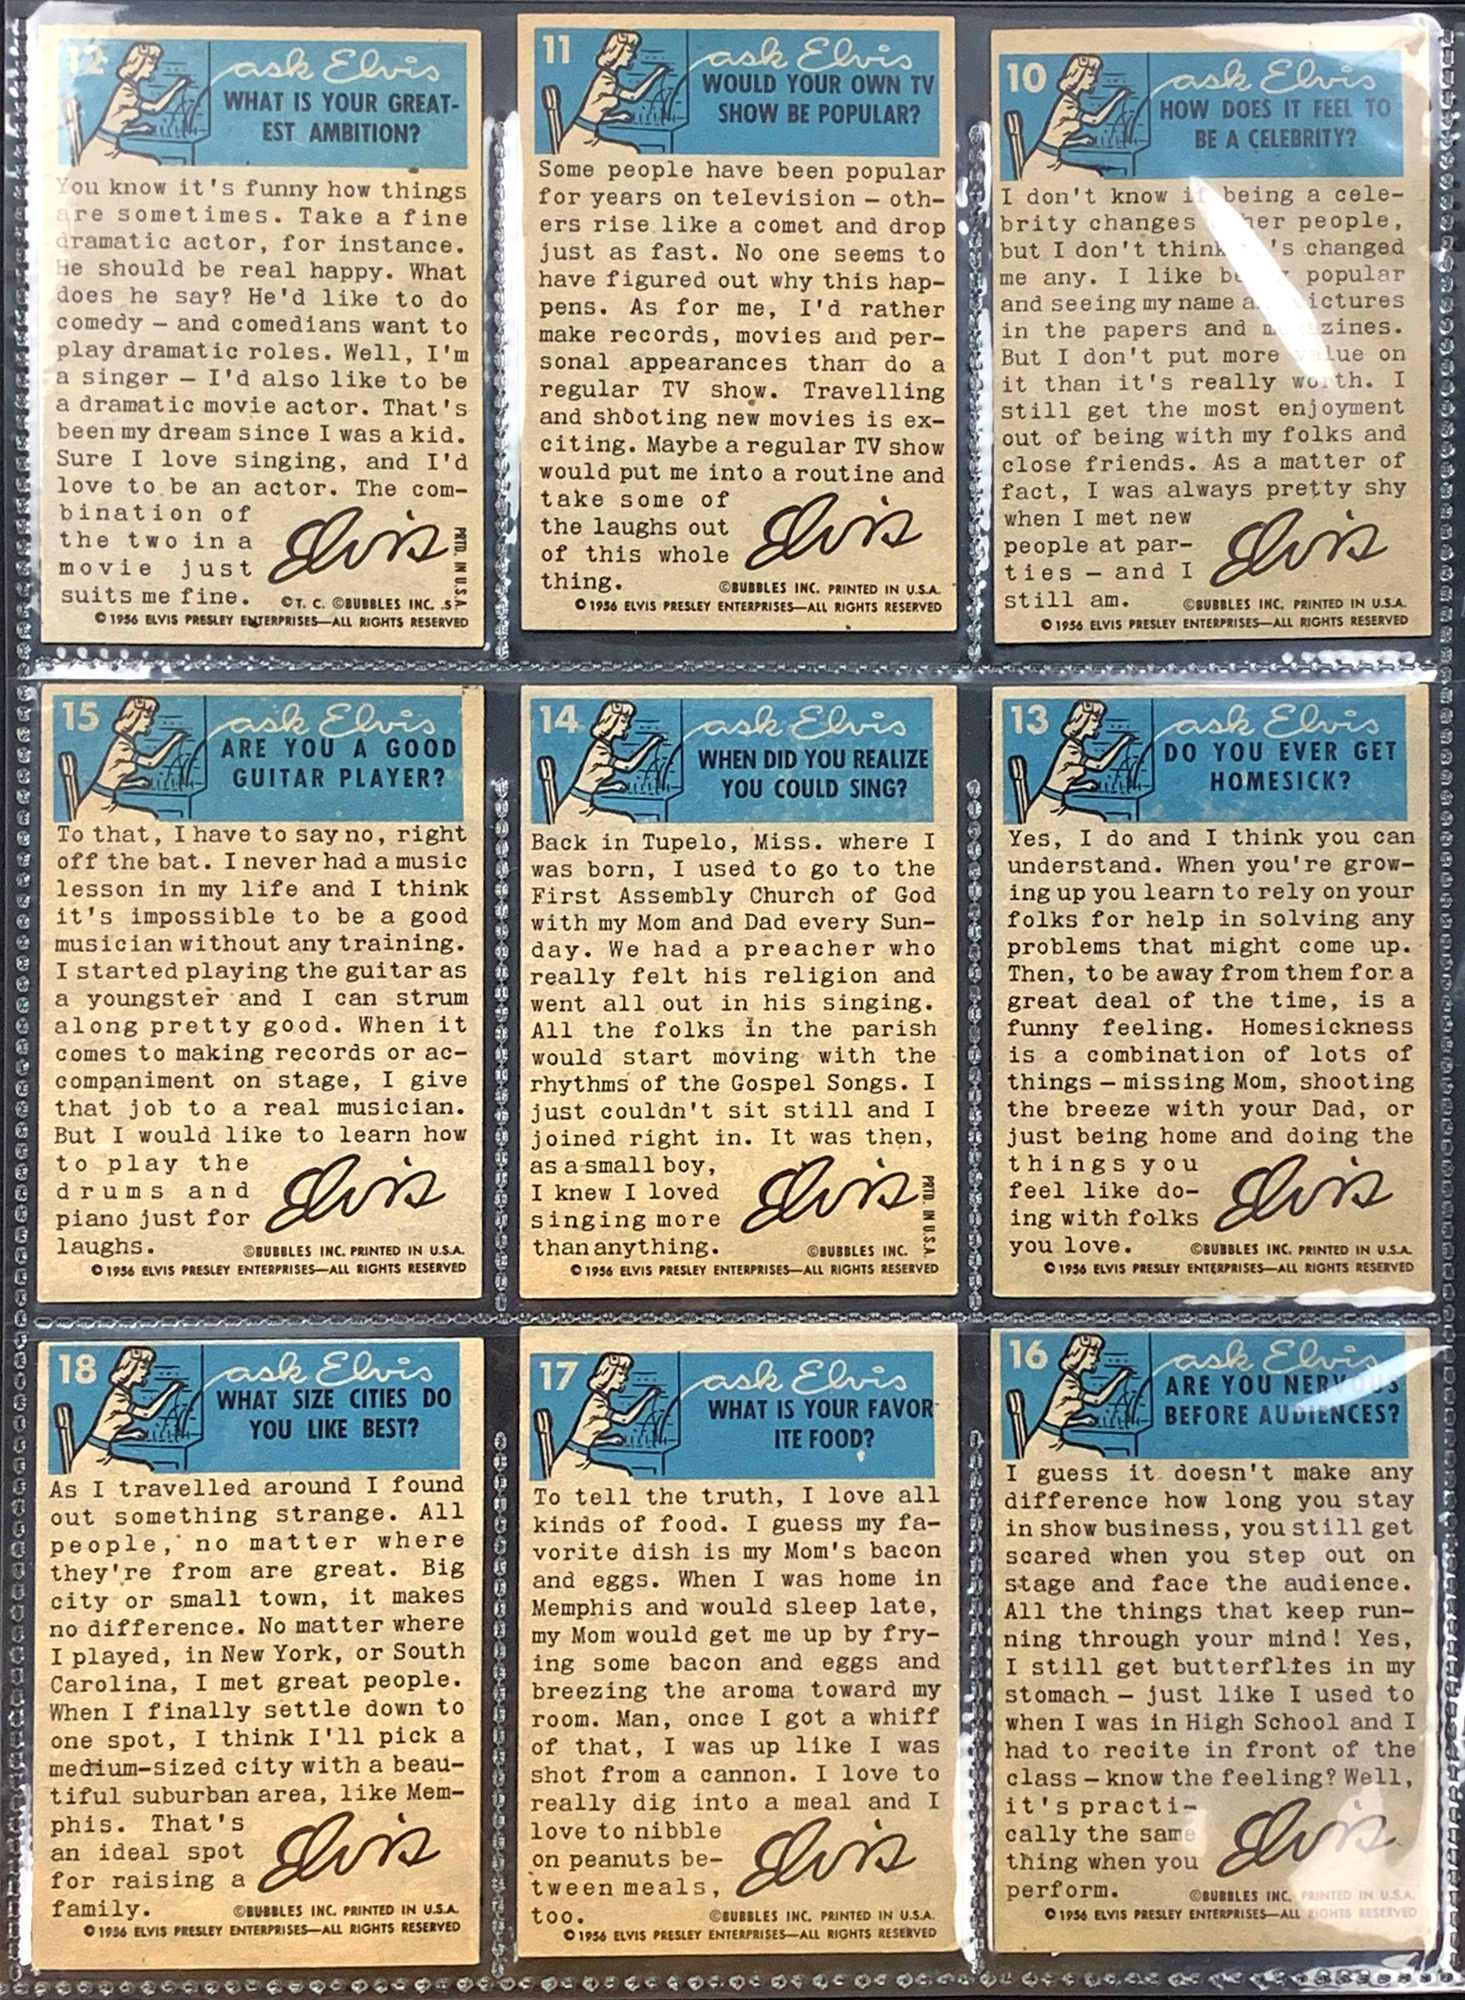 12
ask Elvis
WHAT IS YOUR GREAT-
EST AMBITION?
You know it's funny how things
are sometimes. Take a fine
dramatic actor, for instance.
He should be real happy. What
does he say? He'd like to do
comedy – and comedians want to
play dramatic roles. Well, I'm
a singer – I'd also like to be
a dramatic movie actor. That's
been my dream since I was a kid.
Sure I love singing, and I'd
love to be an actor. The com-
bination of
the two in a
movie just
suits me fine.
Elvis
©T. C. ©BUBBLES INC. .S
PRTD. IN U.S.A.
© 1956 ELVIS PRESLEY ENTERPRISES—ALL RIGHTS RESERVED
11
ask Elvis
WOULD YOUR OWN TV
SHOW BE POPULAR?
Some people have been popular
for years on television – oth-
ers rise like a comet and drop
just as fast. No one seems to
have figured out why this hap-
pens. As for me, I'd rather
make records, movies and per-
sonal appearances than do a
regular TV show. Travelling
and shooting new movies is ex-
citing. Maybe a regular TV show
would put me into a routine and
take some of
the laughs out
of this whole
thing.
Elvis
©BUBBLES INC. PRINTED IN U.S.A.
© 1956 ELVIS PRESLEY ENTERPRISES—ALL RIGHTS RESERVED
10
ask Elvis
HOW DOES IT FEEL TO
BE A CELEBRITY?
I don't know if being a cele-
brity changes people,
but I don't think changed
me any. I like popular
and seeing my name
in the papers and magazines.
But I don't put more value on
it than it's really worth. I
still get the most enjoyment
out of being with my folks and
close friends. As a matter of
fact, I was always pretty shy
when I met new
people at par-
ties – and I
still am.
Elvis
©BUBBLES INC. PRINTED IN U.S.A.
© 1956 ELVIS PRESLEY ENTERPRISES—ALL RIGHTS RESERVED
15
ask Elvis
ARE YOU A GOOD
GUITAR PLAYER?
To that, I have to say no, right
off the bat. I never had a music
lesson in my life and I think
it's impossible to be a good
musician without any training.
I started playing the guitar as
a youngster and I can strum
along pretty good. When it
comes to making records or ac-
companiment on stage, I give
that job to a real musician.
But I would like to learn how
to play the
drums and
piano just for
laughs.
Elvis
©BUBBLES INC. PRINTED IN U.S.A.
© 1956 ELVIS PRESLEY ENTERPRISES—ALL RIGHTS RESERVED
14
ask Elvis
WHEN DID YOU REALIZE
YOU COULD SING?
Back in Tupelo, Miss. where I
was born, I used to go to the
First Assembly Church of God
with my Mom and Dad every Sun-
day. We had a preacher who
really felt his religion and
went all out in his singing.
All the folks in the parish
would start moving with the
rhythms of the Gospel Songs. I
just couldn't sit still and I
joined right in. It was then,
as a small boy,
I knew I loved
singing more
than anything.
Elvis
©BUBBLES INC.
PRTD. IN U.S.A.
© 1956 ELVIS PRESLEY ENTERPRISES—ALL RIGHTS RESERVED
13
ask Elvis
DO YOU EVER GET
HOMESICK?
Yes, I do and I think you can
understand. When you're grow-
ing up you learn to rely on your
folks for help in solving any
problems that might come up.
Then, to be away from them for a
great deal of the time, is a
funny feeling. Homesickness
is a combination of lots of
things – missing Mom, shooting
the breeze with your Dad, or
just being home and doing the
things you
feel like do-
ing with folks
you love.
Elvis
©BUBBLES INC. PRINTED IN U.S.A.
© 1956 ELVIS PRESLEY ENTERPRISES—ALL RIGHTS RESERVED
18
ask Elvis
WHAT SIZE CITIES DO
YOU LIKE BEST?
As I travelled around I found
out something strange. All
people, no matter where
they're from are great. Big
city or small town, it makes
no difference. No matter where
I played, in New York, or South
Carolina, I met great people.
When I finally settle down to
one spot, I think I'll pick a
medium-sized city with a beau-
tiful suburban area, like Mem-
phis. That's
an ideal spot
for raising a
family.
Elvis
©BUBBLES INC. PRINTED IN U.S.A.
© 1956 ELVIS PRESLEY ENTERPRISES—ALL RIGHTS RESERVED
17
ask Elvis
WHAT IS YOUR FAVOR-
ITE FOOD?
To tell the truth, I love all
kinds of food. I guess my fa-
vorite dish is my Mom's bacon
and eggs. When I was home in
Memphis and would sleep late,
my Mom would get me up by fry-
ing some bacon and eggs and
breezing the aroma toward my
room. Man, once I got a whiff
of that, I was up like I was
shot from a cannon. I love to
really dig into a meal and I
love to nibble
on peanuts be-
tween meals,
too.
Elvis
©BUBBLES INC. PRINTED IN U.S.A.
© 1956 ELVIS PRESLEY ENTERPRISES—ALL RIGHTS RESERVED
16
ask Elvis
ARE YOU NERVOUS
BEFORE AUDIENCES?
I guess it doesn't make any
difference how long you stay
in show business, you still get
scared when you step out on
stage and face the audience.
All the things that keep run-
ning through your mind! Yes,
I still get butterflies in my
stomach – just like I used to
when I was in High School and I
had to recite in front of the
class – know the feeling? Well,
it's practi-
cally the same
thing when you
perform.
Elvis
©BUBBLES INC. PRINTED IN U.S.A.
© 1956 ELVIS PRESLEY ENTERPRISES—ALL RIGHTS RESERVED